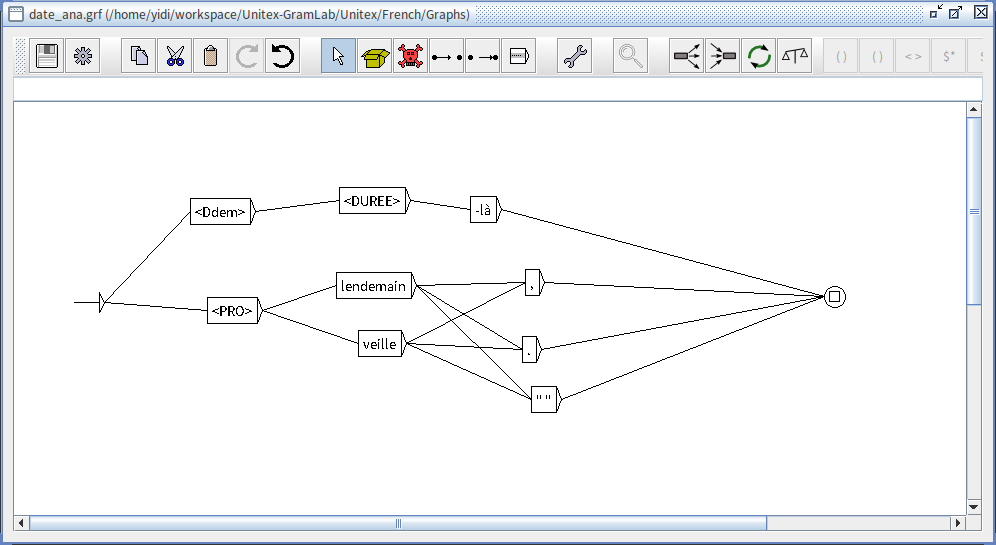 date_ana.grf (/home/yidi/workspace/Unitex-GramLab/Unitex/French/Graphs)
() () <> $* $
<Ddem> <DUREE> -là
lendemain ,
<PRO>
veille .
" "